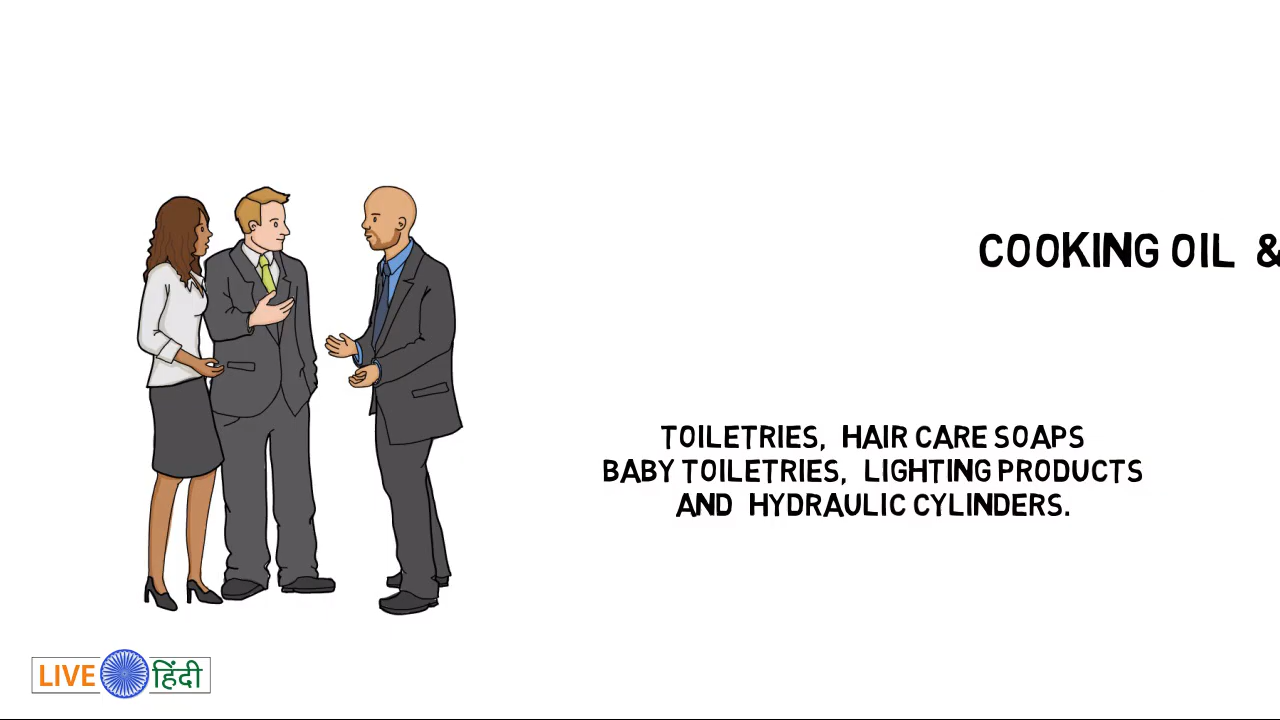 COOKING OIL &
TOILETRIES, HAIR CARE SOAPS
BABY TOILETRIES, LIGHTING PRODUCTS
AND HYDRAULIC CYLINDERS.
LIVE हिंदी